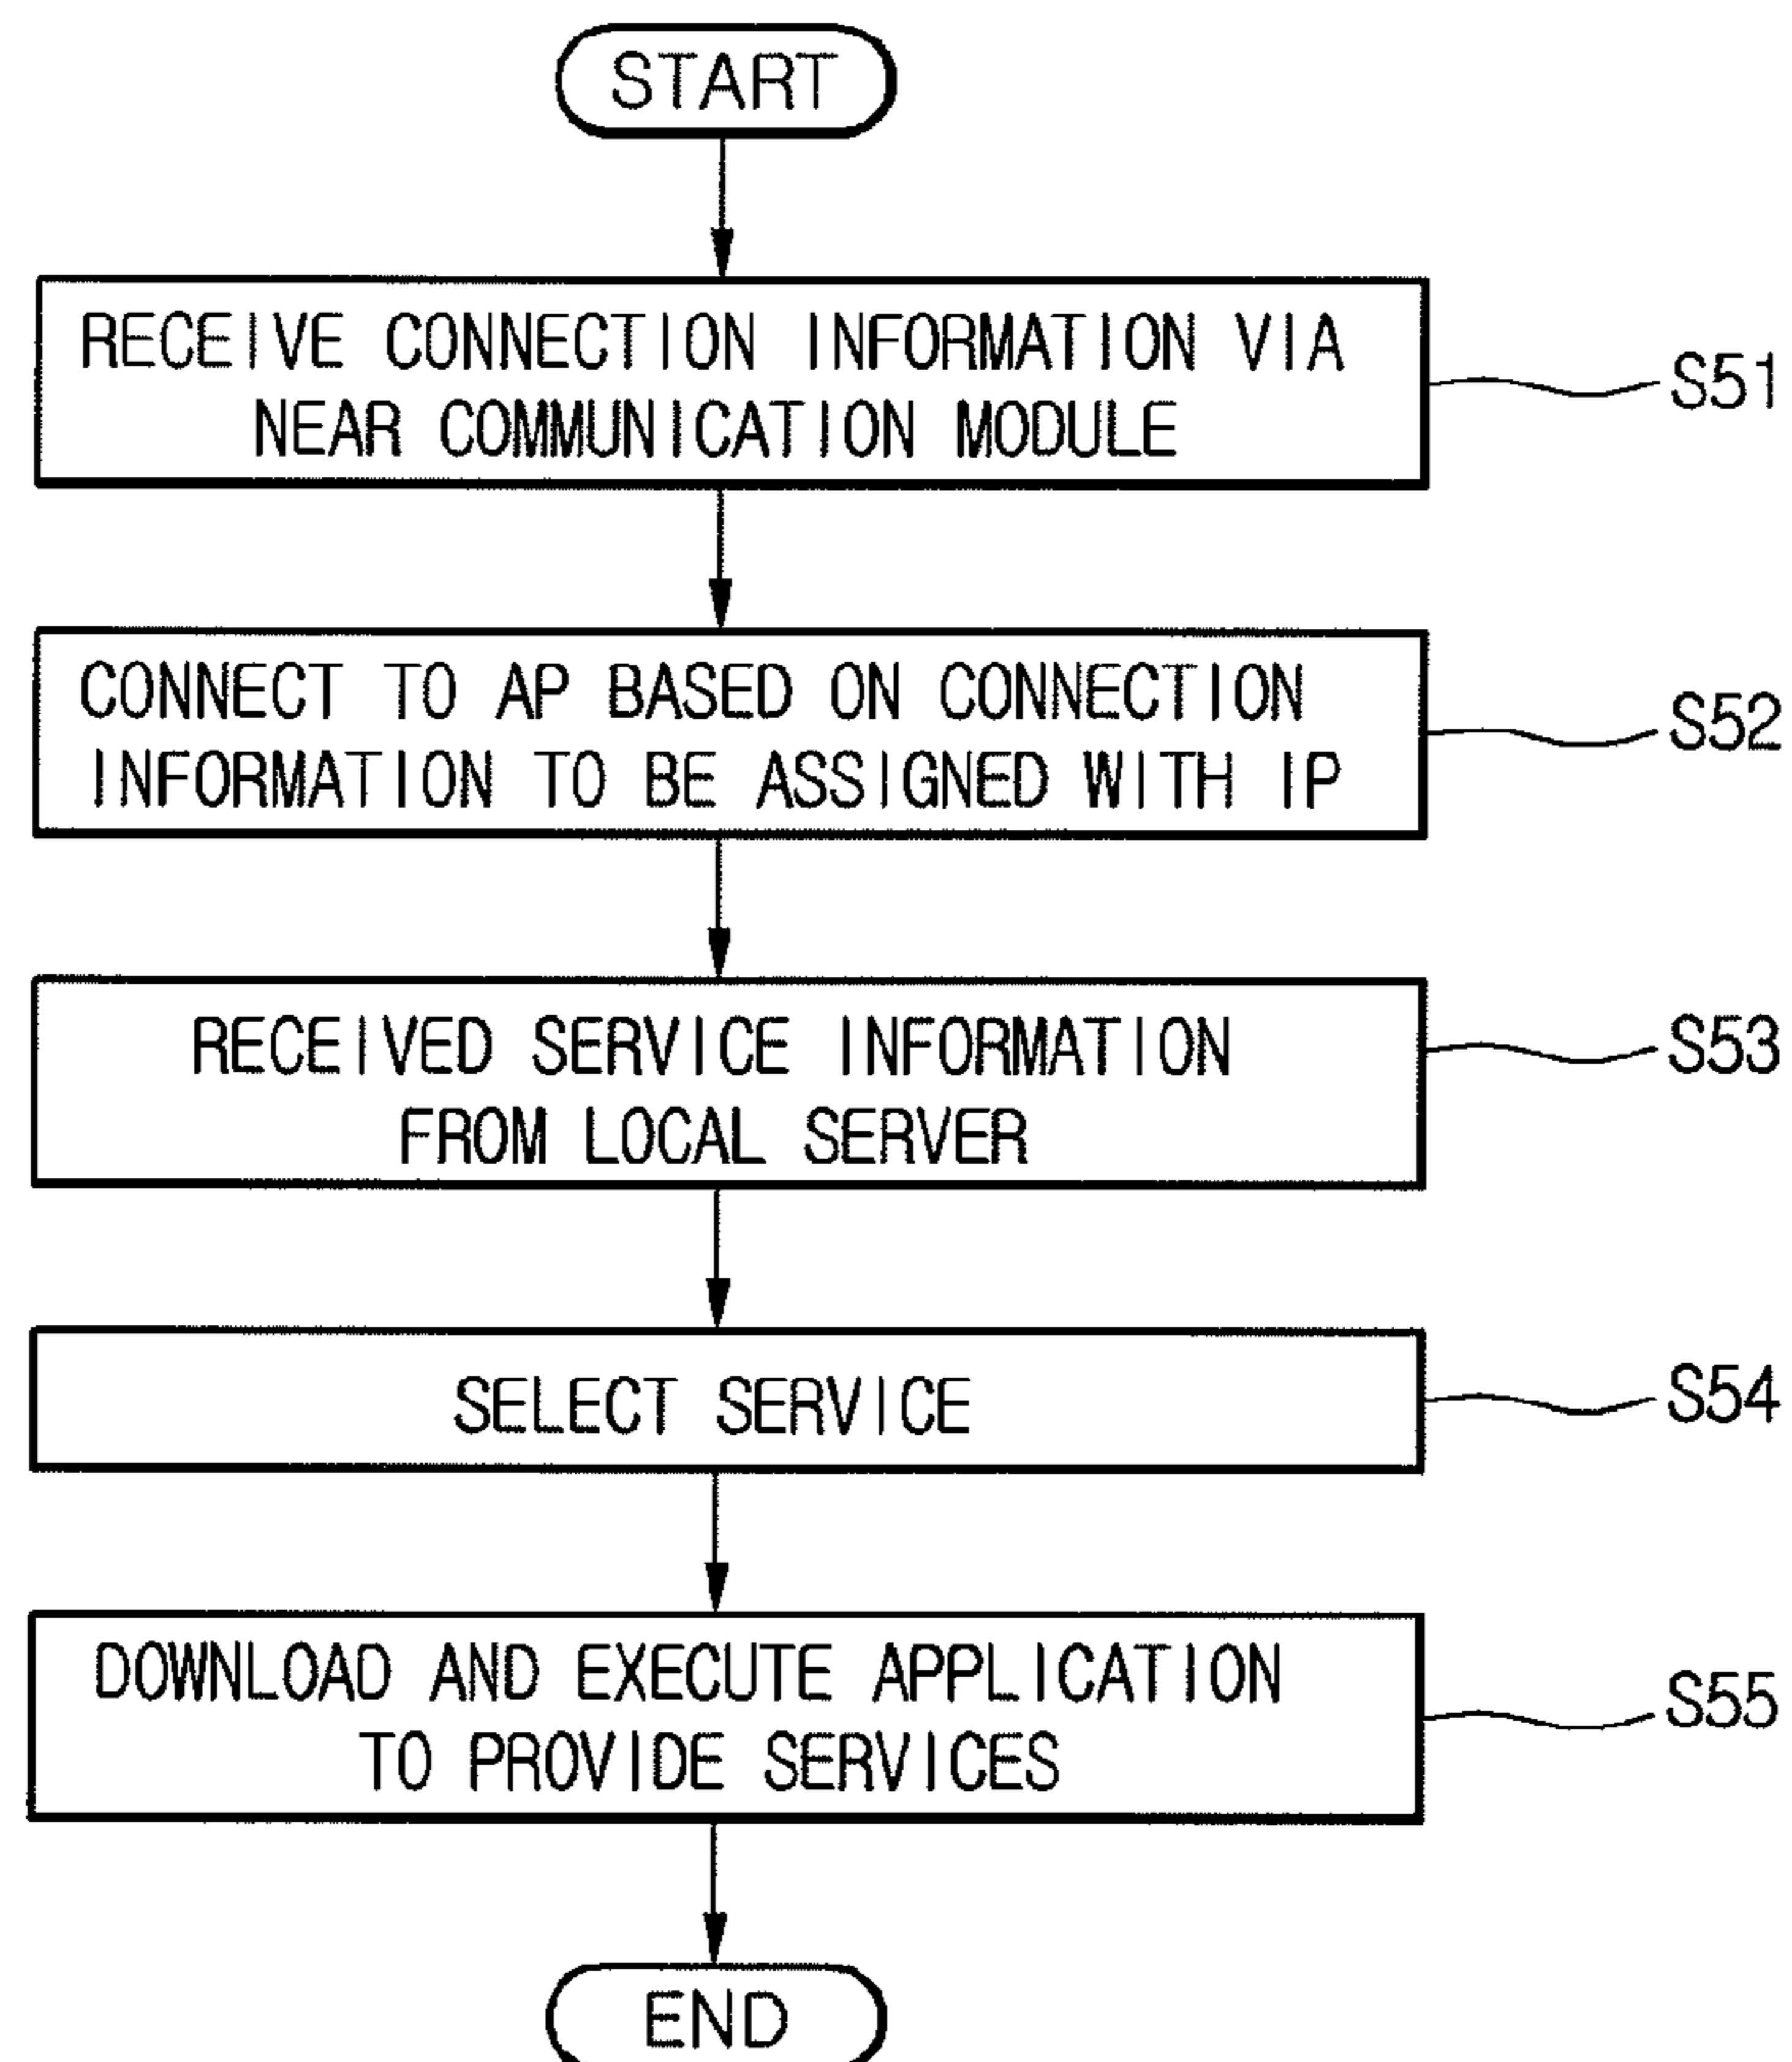 START
RECEIVE CONNECTION INFORMATION VIA
NEAR COMMUNICATION MODULE
S51
CONNECT TO AP BASED ON CONNECTION
INFORMATION TO BE ASSIGNED WITH IP
S52
RECEIVED SERVICE INFORMATION
FROM LOCAL SERVER
S53
SELECT SERVICE
S54
DOWNLOAD AND EXECUTE APPLICATION
TO PROVIDE SERVICES
S55
END